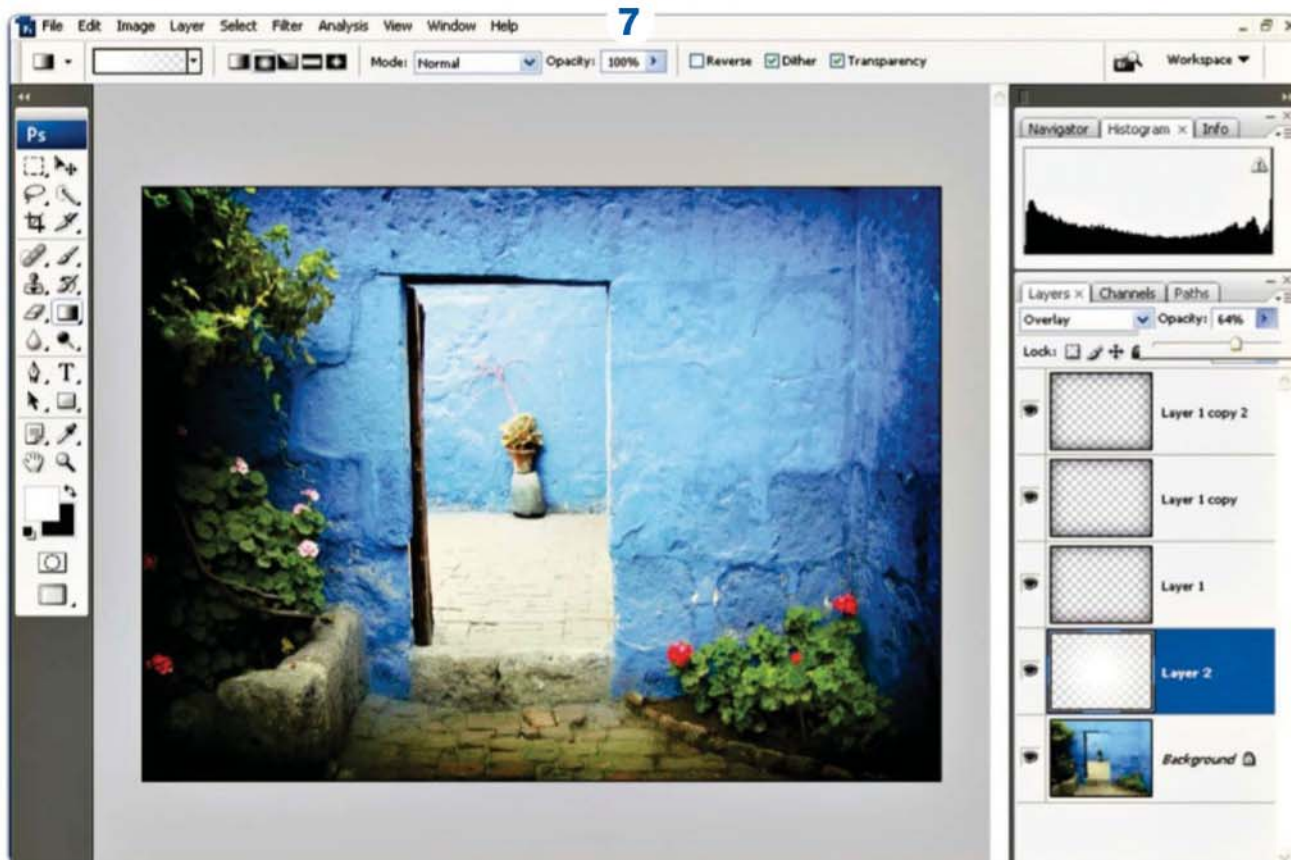 7
File Edit Image Layer Select Filter Analysis View Window Help
Mode: Normal Opacity: 100% Reverse Dither Transparency Workspace
Ps
Navigator Histogram × Info
Layers × Channels Paths
Overlay Opacity: 64%
Lock:
Layer 1 copy 2
Layer 1 copy
Layer 1
Layer 2
Background